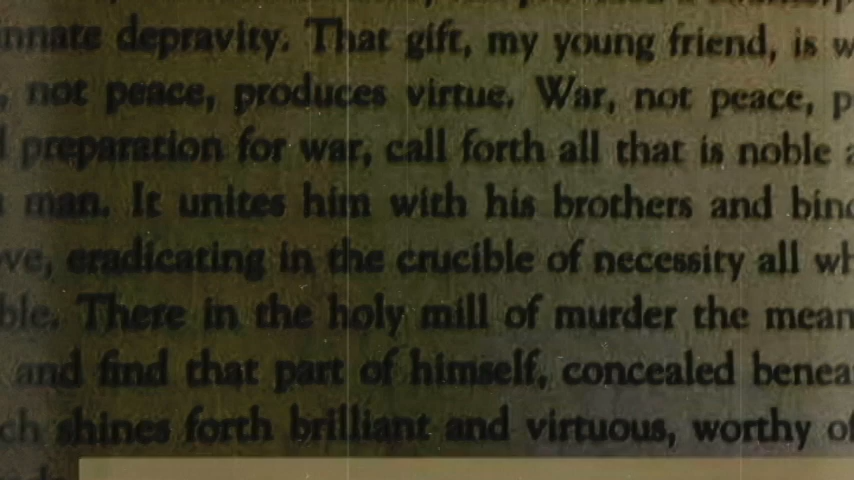 innate depravity. That gift, my young friend, is w
, not peace, produces virtue. War, not peace, p
preparation for war, call forth all that is noble a
man. It unites him with his brothers and bind
ve, eradicating in the crucible of necessity all wh
ble. There in the holy mill of murder the mean
and find that part of himself, concealed benea
ch shines forth brilliant and virtuous, worthy of